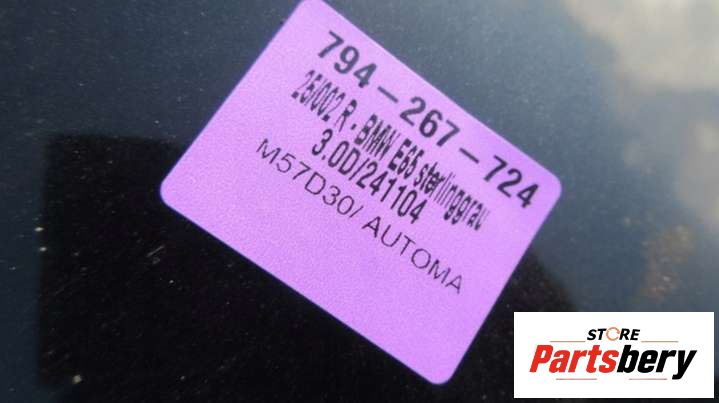 794-267-724
25/002 R - BMW E65 sterlinggrau
3.0D/241104
M57D30/ AUTOMA
STORE
Partsbery